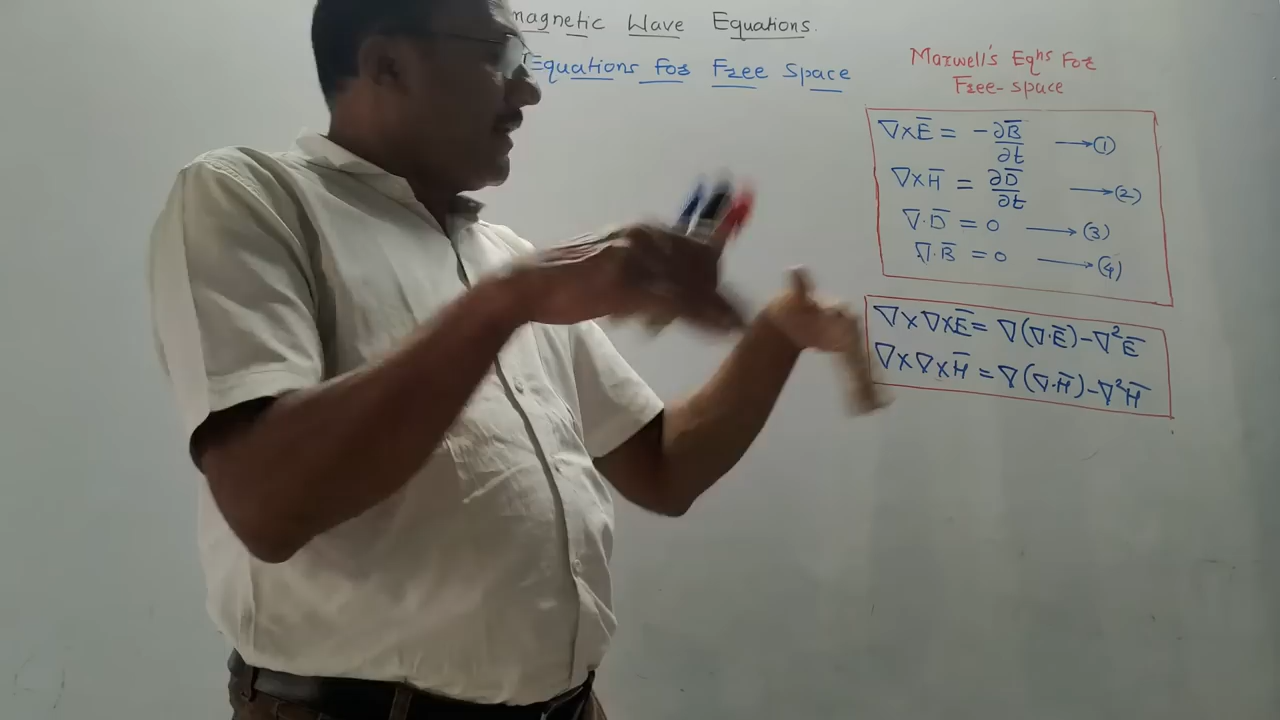 magnetic Wave Equations.
Equations for Free Space
Maxwell's Eqns For
Free-space
∇×E̅ = -∂B̅/∂t → (1)
∇×H̅ = ∂D̅/∂t → (2)
∇·D̅ = 0 → (3)
∇·B̅ = 0 → (4)
∇×∇×E̅ = ∇(∇·E̅)-∇²E̅
∇×∇×H̅ = ∇(∇·H̅)-∇²H̅